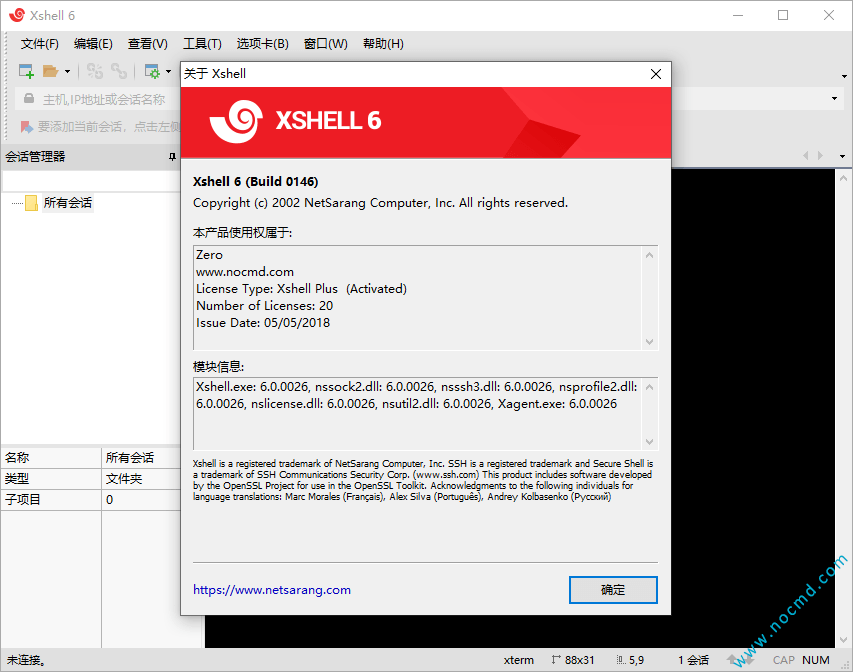 Xshell 6
文件(F) 编辑(E) 查看(V) 工具(T) 选项卡(B) 窗口(W) 帮助(H)
主机,IP地址或会话名称
要添加当前会话，点击左侧
会话管理器
所有会话
名称 所有会话
类型 文件夹
子项目 0
关于 Xshell
XSHELL 6
Xshell 6 (Build 0146)
Copyright (c) 2002 NetSarang Computer, Inc. All rights reserved.
本产品使用权属于:
Zero
www.nocmd.com
License Type: Xshell Plus (Activated)
Number of Licenses: 20
Issue Date: 05/05/2018
模块信息:
Xshell.exe: 6.0.0026, nssock2.dll: 6.0.0026, nsssh3.dll: 6.0.0026, nsprofile2.dll:
6.0.0026, nslicense.dll: 6.0.0026, nsutil2.dll: 6.0.0026, Xagent.exe: 6.0.0026
Xshell is a registered trademark of NetSarang Computer, Inc. SSH is a registered trademark and Secure Shell is
a trademark of SSH Communications Security Corp. (www.ssh.com) This product includes software developed
by the OpenSSL Project for use in the OpenSSL Toolkit. Acknowledgments to the following individuals for
language translations: Marc Morales (Français), Alex Silva (Português), Andrey Kolbasenko (Русский)
https://www.netsarang.com
确定
www.nocmd.com
未连接。 xterm 88x31 5,9 1 会话 CAP NUM